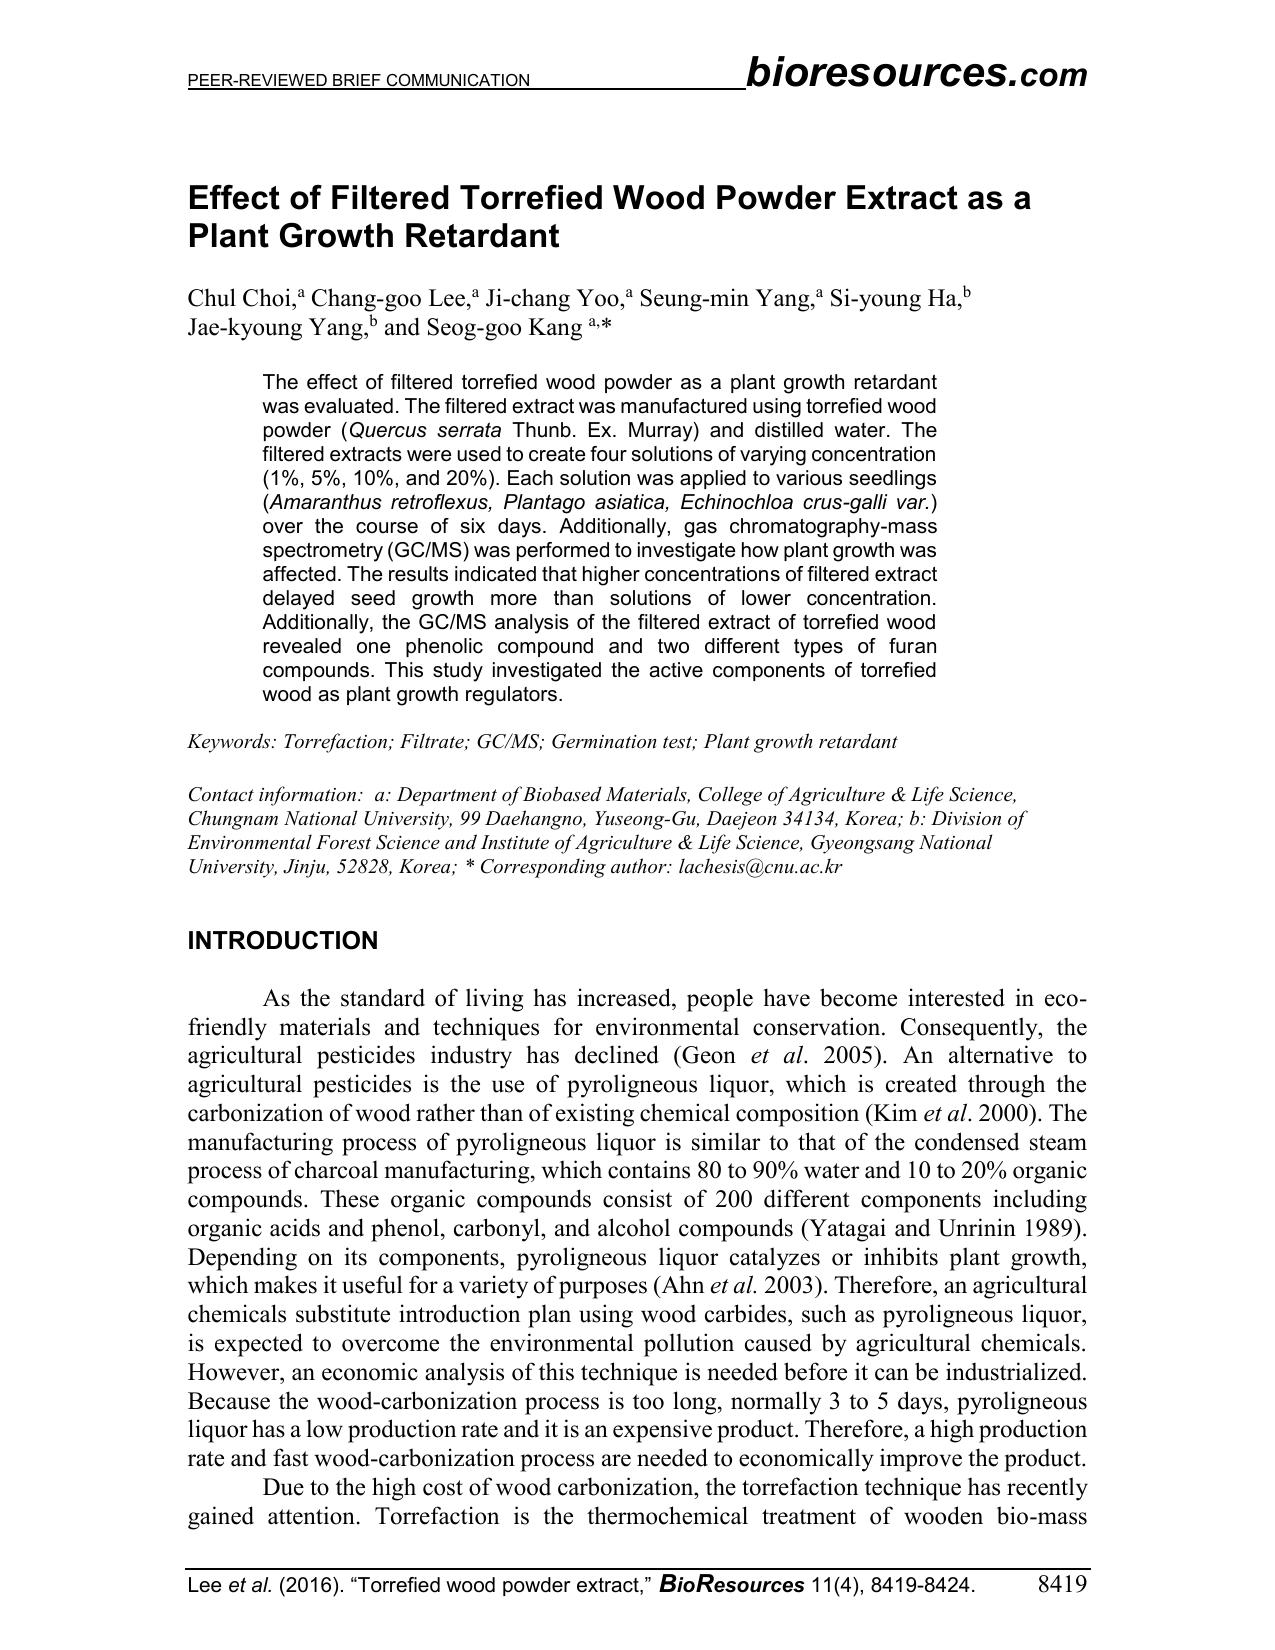 PEER-REVIEWED BRIEF COMMUNICATION bioresources.com
Effect of Filtered Torrefied Wood Powder Extract as a
Plant Growth Retardant
Chul Choi,a Chang-goo Lee,a Ji-chang Yoo,a Seung-min Yang,a Si-young Ha,b
Jae-kyoung Yang,b and Seog-goo Kang a,*
The effect of filtered torrefied wood powder as a plant growth retardant
was evaluated. The filtered extract was manufactured using torrefied wood
powder (Quercus serrata Thunb. Ex. Murray) and distilled water. The
filtered extracts were used to create four solutions of varying concentration
(1%, 5%, 10%, and 20%). Each solution was applied to various seedlings
(Amaranthus retroflexus, Plantago asiatica, Echinochloa crus-galli var.)
over the course of six days. Additionally, gas chromatography-mass
spectrometry (GC/MS) was performed to investigate how plant growth was
affected. The results indicated that higher concentrations of filtered extract
delayed seed growth more than solutions of lower concentration.
Additionally, the GC/MS analysis of the filtered extract of torrefied wood
revealed one phenolic compound and two different types of furan
compounds. This study investigated the active components of torrefied
wood as plant growth regulators.
Keywords: Torrefaction; Filtrate; GC/MS; Germination test; Plant growth retardant
Contact information: a: Department of Biobased Materials, College of Agriculture & Life Science,
Chungnam National University, 99 Daehangno, Yuseong-Gu, Daejeon 34134, Korea; b: Division of
Environmental Forest Science and Institute of Agriculture & Life Science, Gyeongsang National
University, Jinju, 52828, Korea; * Corresponding author: lachesis@cnu.ac.kr
INTRODUCTION
As the standard of living has increased, people have become interested in eco-
friendly materials and techniques for environmental conservation. Consequently, the
agricultural pesticides industry has declined (Geon et al. 2005). An alternative to
agricultural pesticides is the use of pyroligneous liquor, which is created through the
carbonization of wood rather than of existing chemical composition (Kim et al. 2000). The
manufacturing process of pyroligneous liquor is similar to that of the condensed steam
process of charcoal manufacturing, which contains 80 to 90% water and 10 to 20% organic
compounds. These organic compounds consist of 200 different components including
organic acids and phenol, carbonyl, and alcohol compounds (Yatagai and Unrinin 1989).
Depending on its components, pyroligneous liquor catalyzes or inhibits plant growth,
which makes it useful for a variety of purposes (Ahn et al. 2003). Therefore, an agricultural
chemicals substitute introduction plan using wood carbides, such as pyroligneous liquor,
is expected to overcome the environmental pollution caused by agricultural chemicals.
However, an economic analysis of this technique is needed before it can be industrialized.
Because the wood-carbonization process is too long, normally 3 to 5 days, pyroligneous
liquor has a low production rate and it is an expensive product. Therefore, a high production
rate and fast wood-carbonization process are needed to economically improve the product.
Due to the high cost of wood carbonization, the torrefaction technique has recently
gained attention. Torrefaction is the thermochemical treatment of wooden bio-mass
Lee et al. (2016). “Torrefied wood powder extract,” BioResources 11(4), 8419-8424. 8419